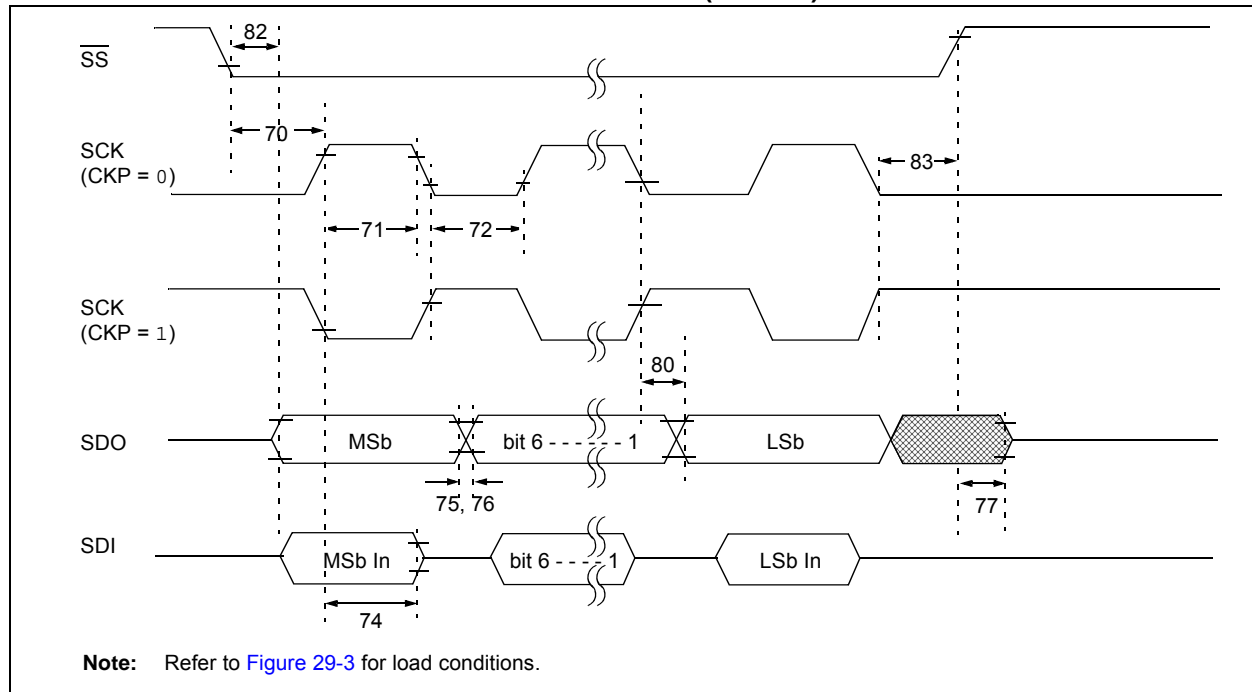 SS
82
70
SCK
(CKP = 0)
83
71
72
SCK
(CKP = 1)
80
SDO
MSb
bit 6 - - - - - - 1
LSb
75, 76
77
SDI
MSb In
bit 6 - - - - 1
LSb In
74
Note: Refer to Figure 29-3 for load conditions.